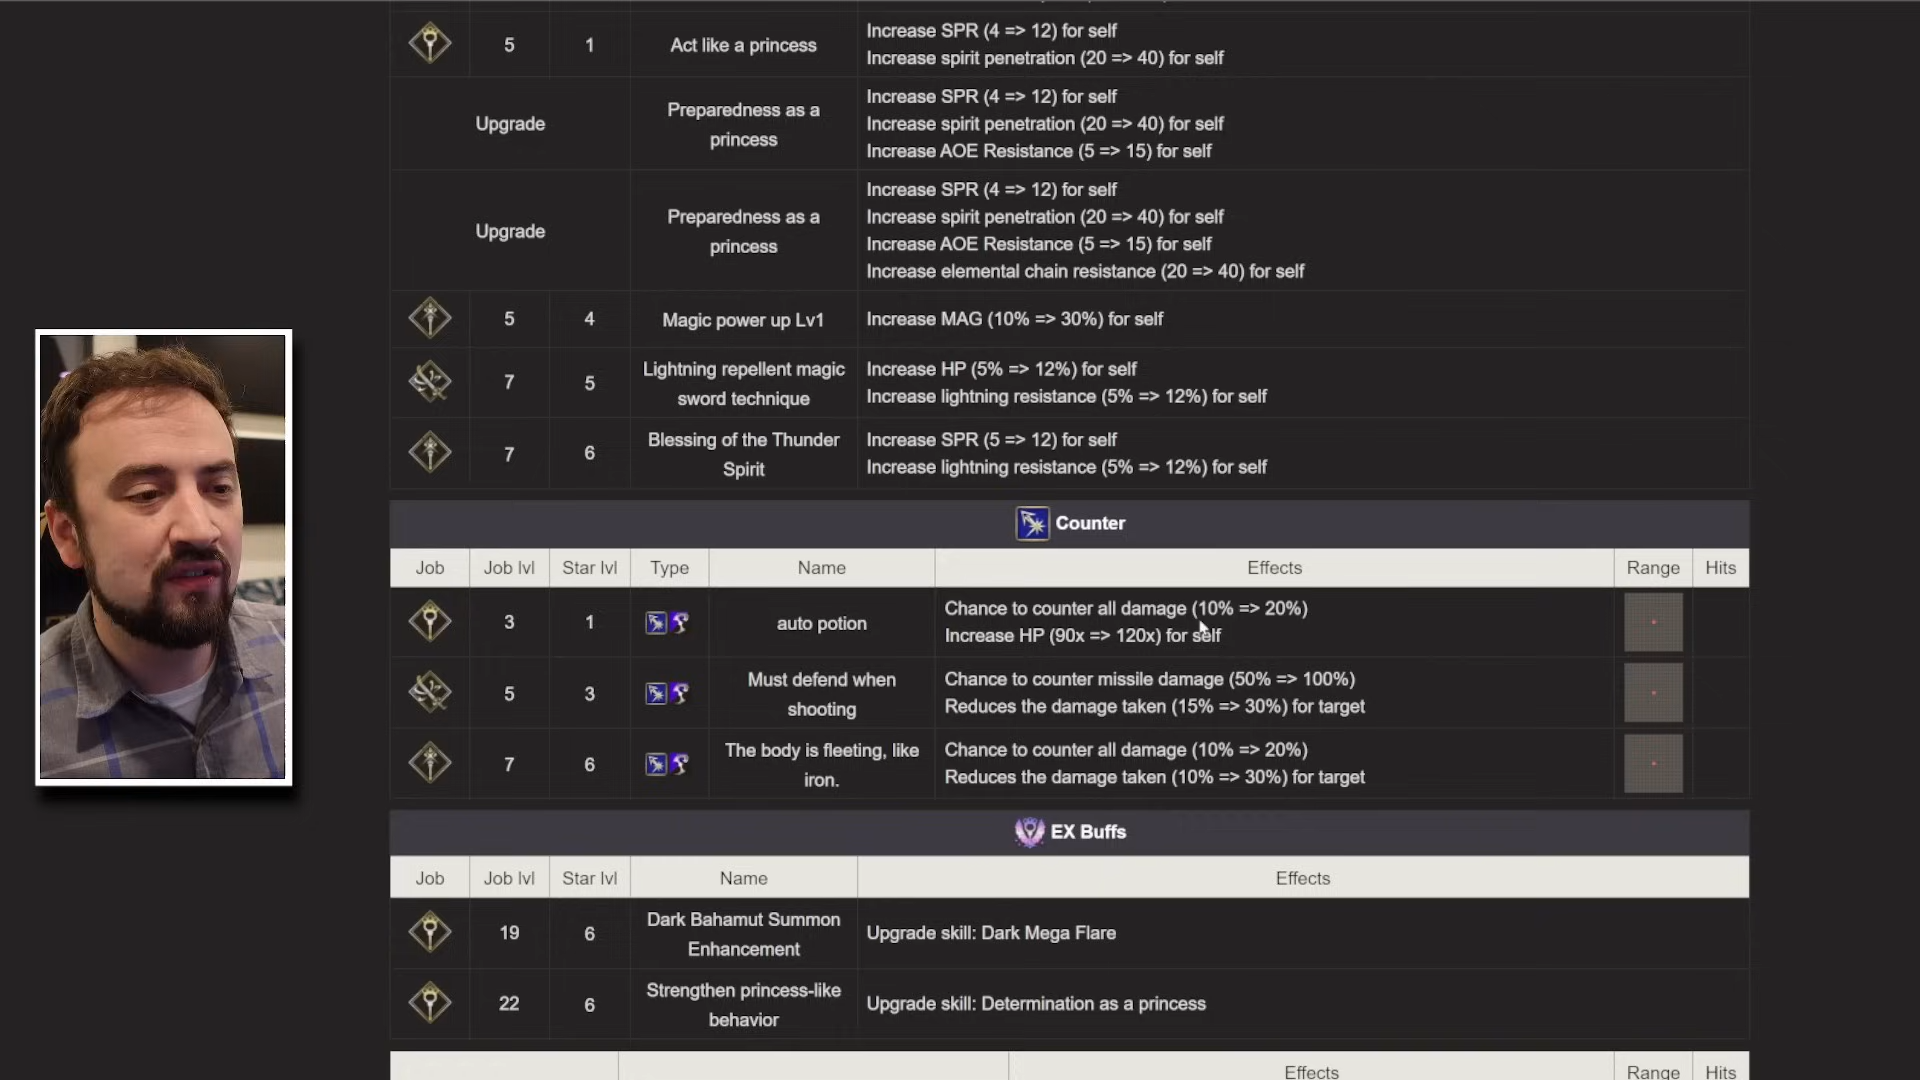 5 1 Act like a princess Increase SPR (4 => 12) for self
Increase spirit penetration (20 => 40) for self
Upgrade Preparedness as a
princess
Increase SPR (4 => 12) for self
Increase spirit penetration (20 => 40) for self
Increase AOE Resistance (5 => 15) for self
Upgrade Preparedness as a
princess
Increase SPR (4 => 12) for self
Increase spirit penetration (20 => 40) for self
Increase AOE Resistance (5 => 15) for self
Increase elemental chain resistance (20 => 40) for self
5 4 Magic power up Lv1 Increase MAG (10% => 30%) for self
7 5 Lightning repellent magic
sword technique
Increase HP (5% => 12%) for self
Increase lightning resistance (5% => 12%) for self
7 6 Blessing of the Thunder
Spirit
Increase SPR (5 => 12) for self
Increase lightning resistance (5% => 12%) for self
Counter
Job Job lvl Star lvl Type Name Effects Range Hits
3 1 auto potion Chance to counter all damage (10% => 20%)
Increase HP (90x => 120x) for self
5 3 Must defend when
shooting
Chance to counter missile damage (50% => 100%)
Reduces the damage taken (15% => 30%) for target
7 6 The body is fleeting, like
iron.
Chance to counter all damage (10% => 20%)
Reduces the damage taken (10% => 30%) for target
EX Buffs
Job Job lvl Star lvl Name Effects
19 6 Dark Bahamut Summon
Enhancement
Upgrade skill: Dark Mega Flare
22 6 Strengthen princess-like
behavior
Upgrade skill: Determination as a princess
Effects Range Hits